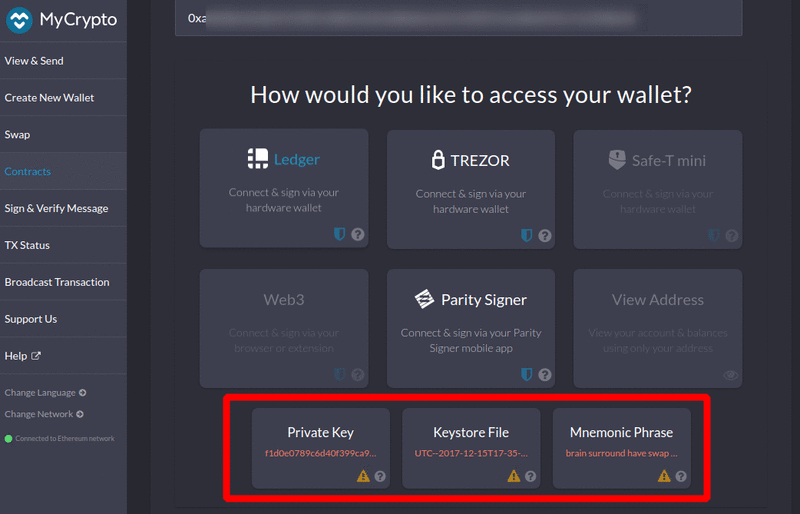 MyCrypto
View & Send
Create New Wallet
Swap
Contracts
Sign & Verify Message
TX Status
Broadcast Transaction
Support Us
Help
Change Language
Change Network
Connected to Ethereum network
0xa
How would you like to access your wallet?
Ledger
Connect & sign via your
hardware wallet
TREZOR
Connect & sign via your
hardware wallet
Safe-T mini
Connect & sign via your
hardware wallet
Web3
Connect & sign via your
browser or extension
Parity Signer
Connect & sign via your Parity
Signer mobile app
View Address
View your account & balances
using only your address
Private Key
f1d0e0789c6d40f399ca9...
Keystore File
UTC--2017-12-15T17-35-...
Mnemonic Phrase
brain surround have swap ...